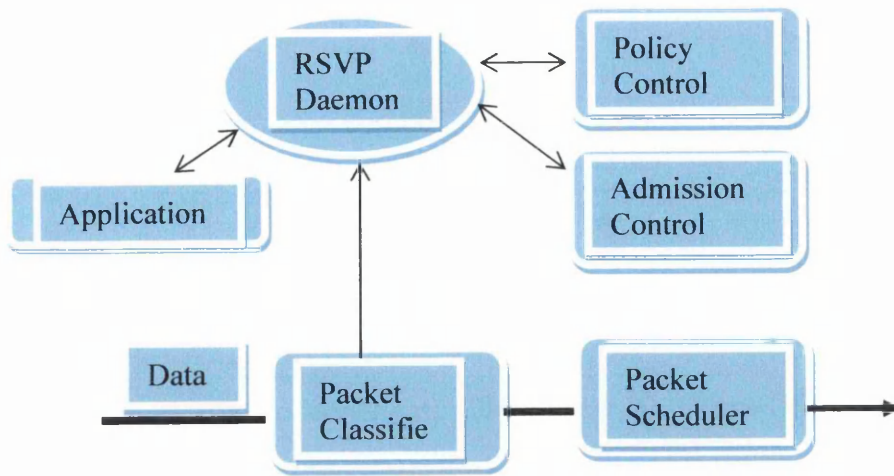 RSVP
Daemon
Policy
Control
Application
Admission
Control
Data
Packet
Classifie
Packet
Scheduler